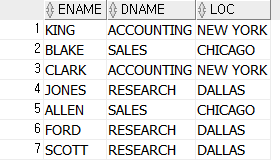 ENAME DNAME LOC
1 KING ACCOUNTING NEW YORK
2 BLAKE SALES CHICAGO
3 CLARK ACCOUNTING NEW YORK
4 JONES RESEARCH DALLAS
5 ALLEN SALES CHICAGO
6 FORD RESEARCH DALLAS
7 SCOTT RESEARCH DALLAS